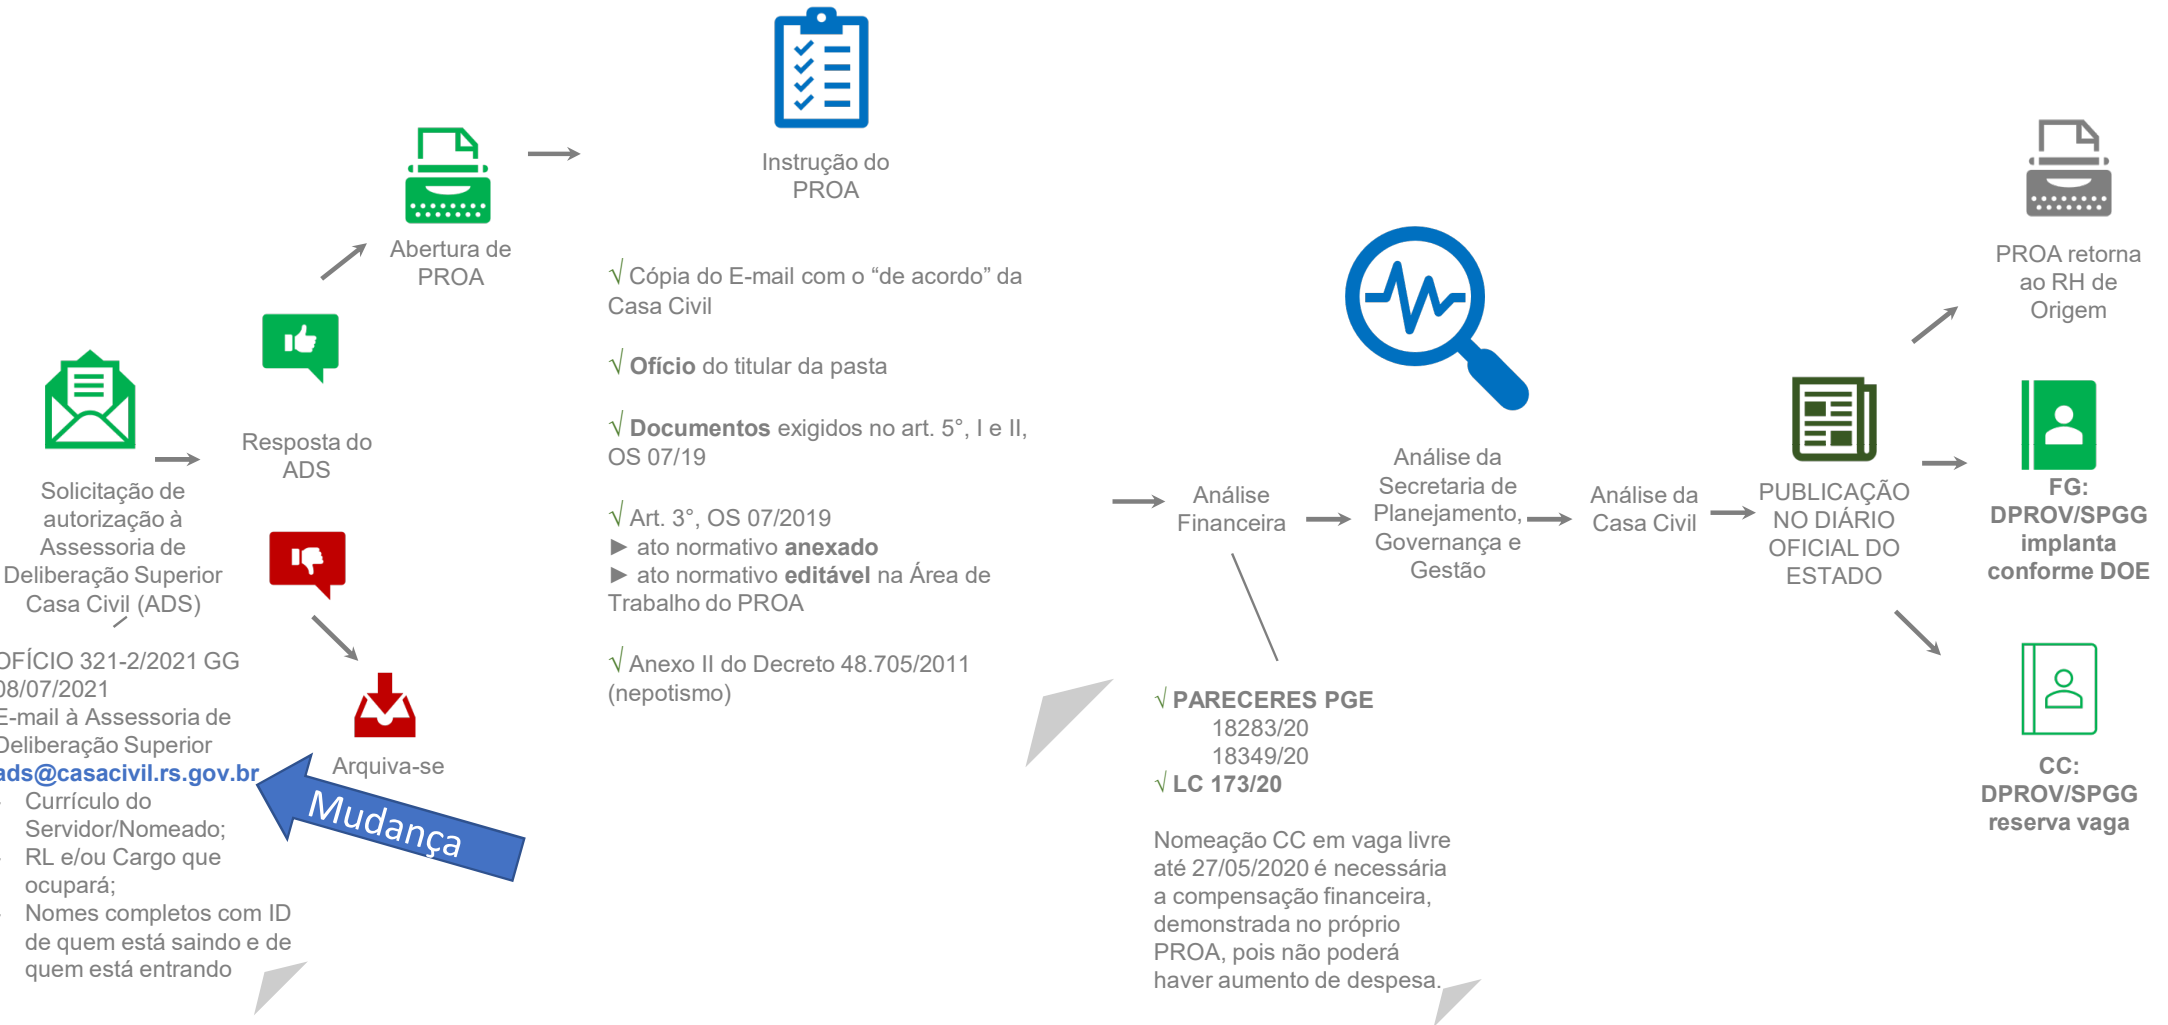 Solicitação de
autorização à
Assessoria de
Deliberação Superior
Casa Civil (ADS)
OFÍCIO 321-2/2021 GG
08/07/2021
E-mail à Assessoria de
Deliberação Superior
ads@casacivil.rs.gov.br
- Currículo do
Servidor/Nomeado;
- RL e/ou Cargo que
ocupará;
- Nomes completos com ID
de quem está saindo e de
quem está entrando
Mudança
Resposta do
ADS
Arquiva-se
Abertura de
PROA
Instrução do
PROA
√ Cópia do E-mail com o “de acordo” da
Casa Civil
√ Ofício do titular da pasta
√ Documentos exigidos no art. 5°, I e II,
OS 07/19
√ Art. 3°, OS 07/2019
► ato normativo anexado
► ato normativo editável na Área de
Trabalho do PROA
√ Anexo II do Decreto 48.705/2011
(nepotismo)
Análise
Financeira
√ PARECERES PGE
18283/20
18349/20
√ LC 173/20
Nomeação CC em vaga livre
até 27/05/2020 é necessária
a compensação financeira,
demonstrada no próprio
PROA, pois não poderá
haver aumento de despesa.
Análise da
Secretaria de
Planejamento,
Governança e
Gestão
Análise da
Casa Civil
PUBLICAÇÃO
NO DIÁRIO
OFICIAL DO
ESTADO
PROA retorna
ao RH de
Origem
FG:
DPROV/SPGG
implanta
conforme DOE
CC:
DPROV/SPGG
reserva vaga